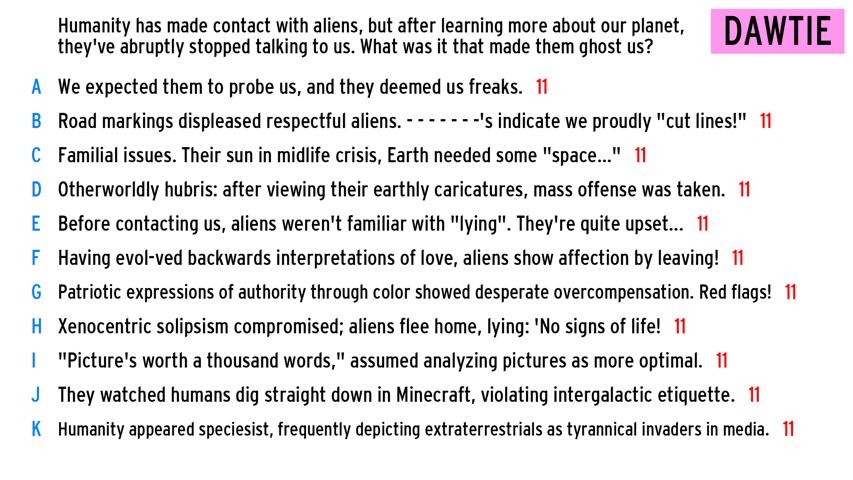 Humanity has made contact with aliens, but after learning more about our planet,
they've abruptly stopped talking to us. What was it that made them ghost us?
DAWTIE
A We expected them to probe us, and they deemed us freaks. 11
B Road markings displeased respectful aliens. - - - - - - -'s indicate we proudly "cut lines!" 11
C Familial issues. Their sun in midlife crisis, Earth needed some "space..." 11
D Otherworldly hubris: after viewing their earthly caricatures, mass offense was taken. 11
E Before contacting us, aliens weren't familiar with "lying". They're quite upset... 11
F Having evol-ved backwards interpretations of love, aliens show affection by leaving! 11
G Patriotic expressions of authority through color showed desperate overcompensation. Red flags! 11
H Xenocentric solipsism compromised; aliens flee home, lying: 'No signs of life! 11
I "Picture's worth a thousand words," assumed analyzing pictures as more optimal. 11
J They watched humans dig straight down in Minecraft, violating intergalactic etiquette. 11
K Humanity appeared speciesist, frequently depicting extraterrestrials as tyrannical invaders in media. 11